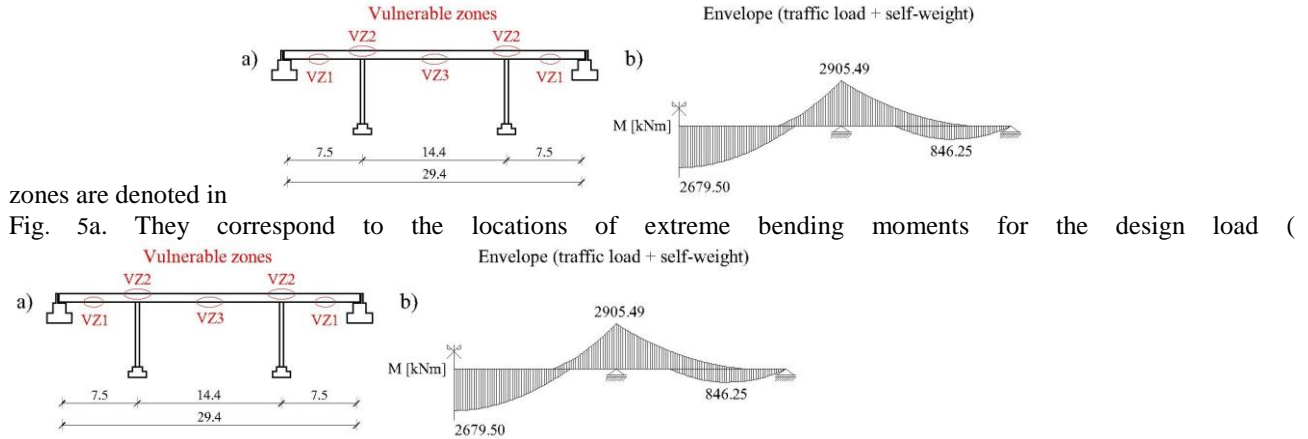 Vulnerable zones
Envelope (traffic load + self-weight)
a)
VZ2
VZ2
b)
VZ1
VZ3
VZ1
2905.49
M [kNm]
846.25
2679.50
7.5
14.4
7.5
29.4
zones are denoted in
Fig. 5a. They correspond to the locations of extreme bending moments for the design load (
Vulnerable zones
Envelope (traffic load + self-weight)
a)
VZ2
VZ2
b)
VZ1
VZ3
VZ1
2905.49
M [kNm]
846.25
2679.50
7.5
14.4
7.5
29.4